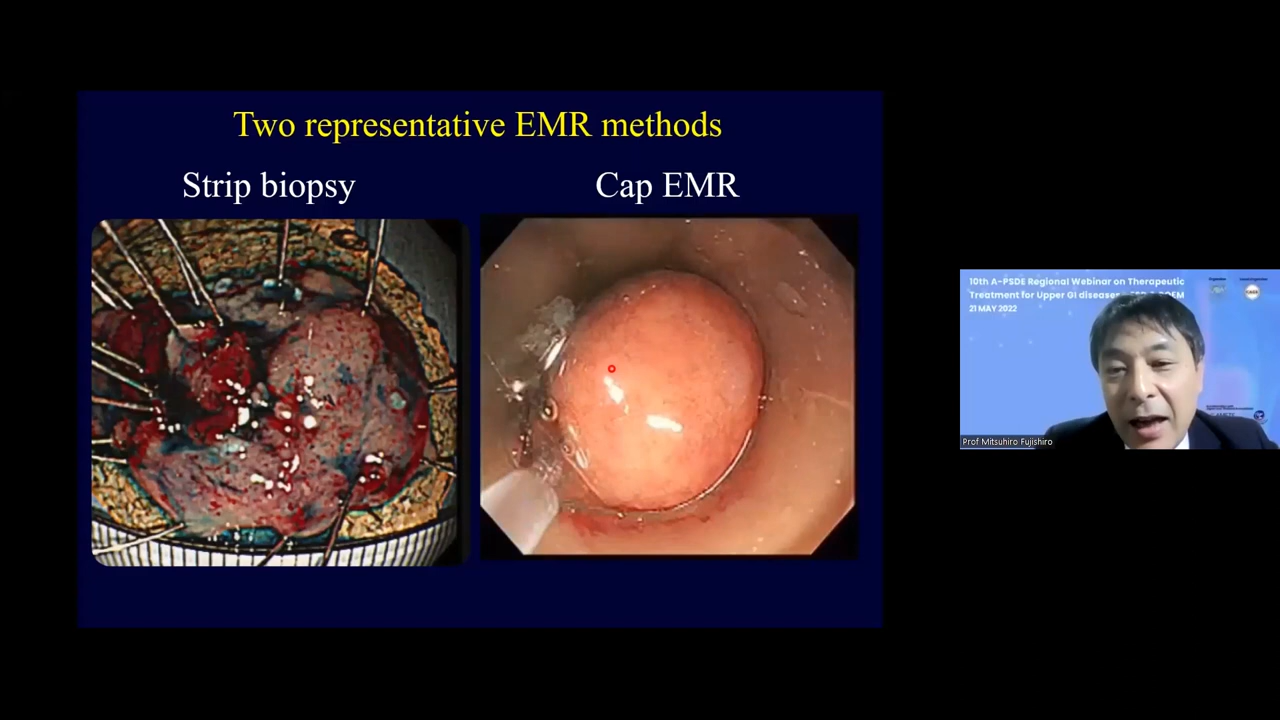 Two representative EMR methods
Strip biopsy
Cap EMR
10th A-PSDE Regional Webinar on Therapeutic
Treatment for Upper GI diseases
21 MAY 2022
Prof Mitsuhiro Fujishiro